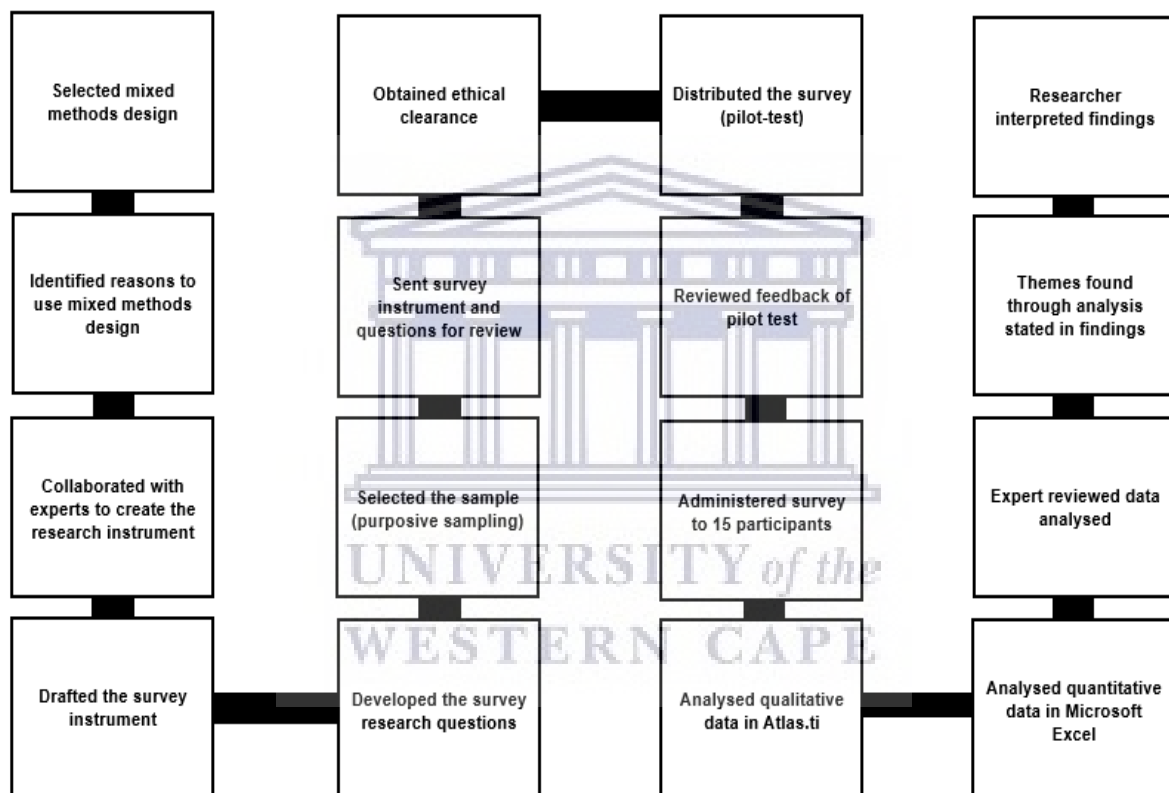 Selected mixed
methods design
Identified reasons to
use mixed methods
design
Collaborated with
experts to create the
research instrument
Drafted the survey
instrument
Developed the survey
research questions
Selected the sample
(purposive sampling)
Sent survey
instrument and
questions for review
Obtained ethical
clearance
Distributed the survey
(pilot-test)
Reviewed feedback of
pilot test
Administered survey
to 15 participants
Analysed qualitative
data in Atlas.ti
Analysed quantitative
data in Microsoft
Excel
Expert reviewed data
analysed
Themes found
through analysis
stated in findings
Researcher
interpreted findings
UNIVERSITY of the
WESTERN CAPE